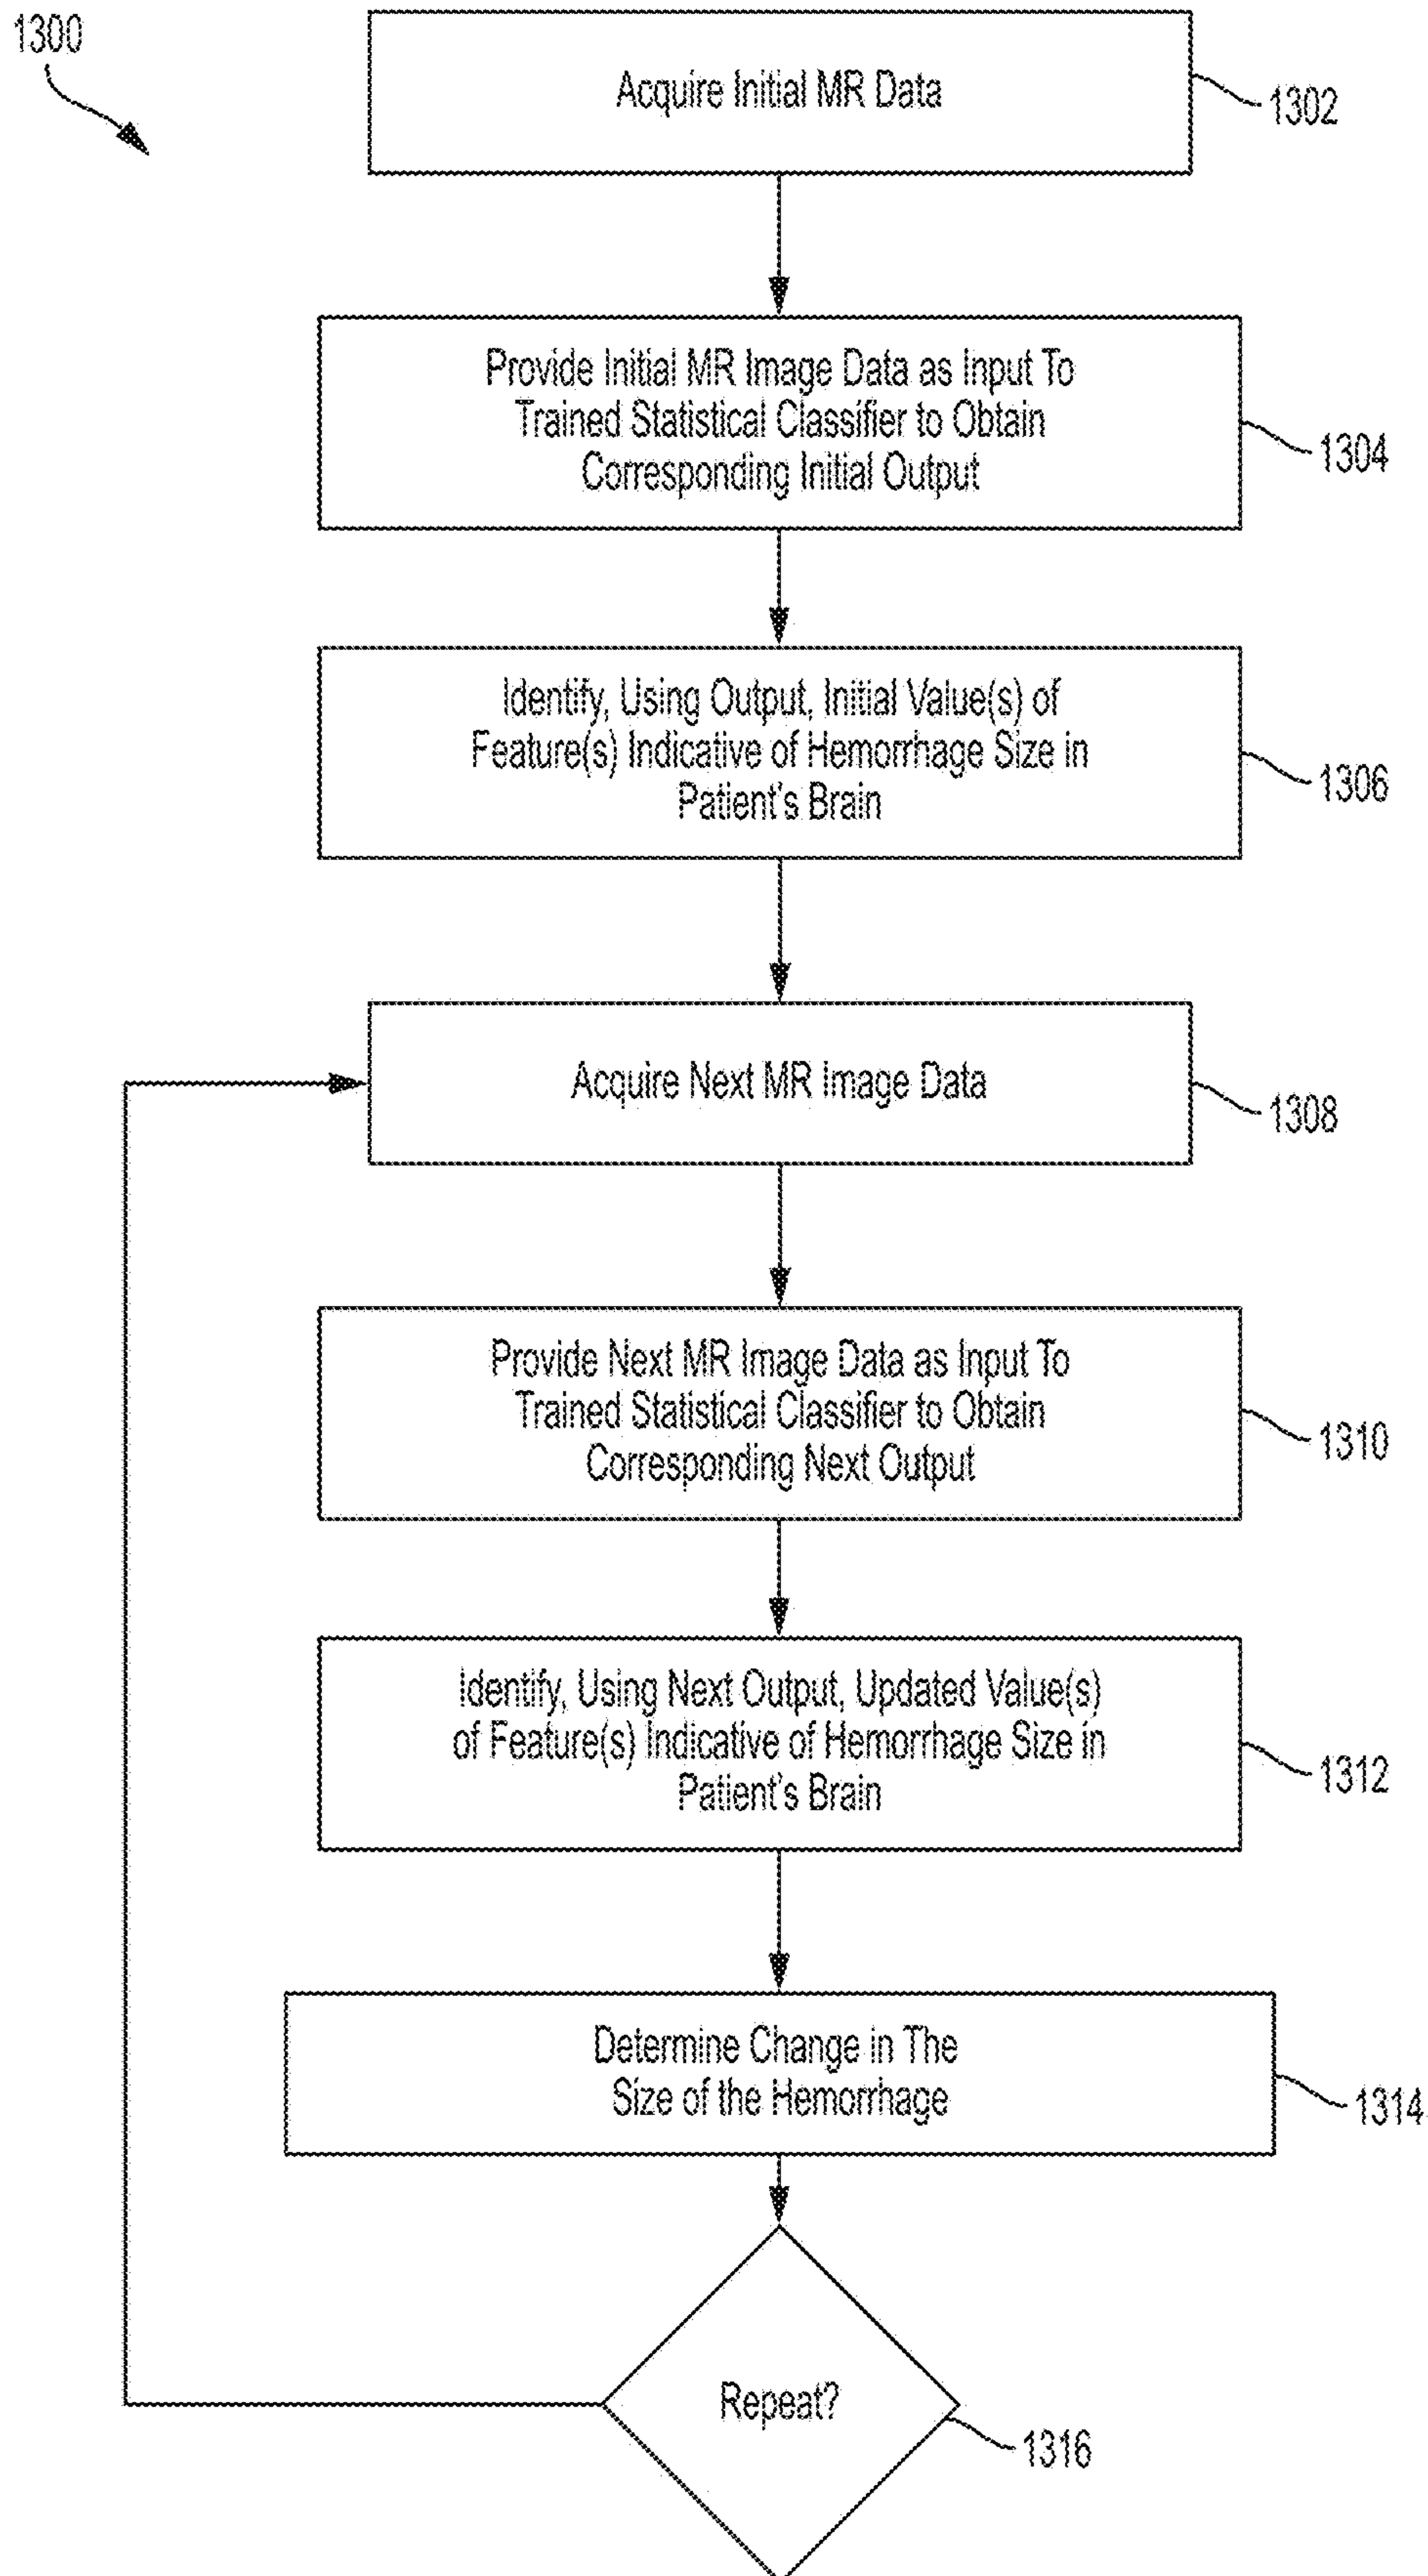 1300
Acquire Initial MR Data
1302
Provide Initial MR Image Data as Input To
Trained Statistical Classifier to Obtain
Corresponding Initial Output
1304
Identify, Using Output, Initial Value(s) of
Feature(s) Indicative of Hemorrhage Size in
Patient's Brain
1306
Acquire Next MR Image Data
1308
Provide Next MR Image Data as Input To
Trained Statistical Classifier to Obtain
Corresponding Next Output
1310
Identify, Using Next Output, Updated Value(s)
of Feature(s) Indicative of Hemorrhage Size in
Patient's Brain
1312
Determine Change in The
Size of the Hemorrhage
1314
Repeat?
1316